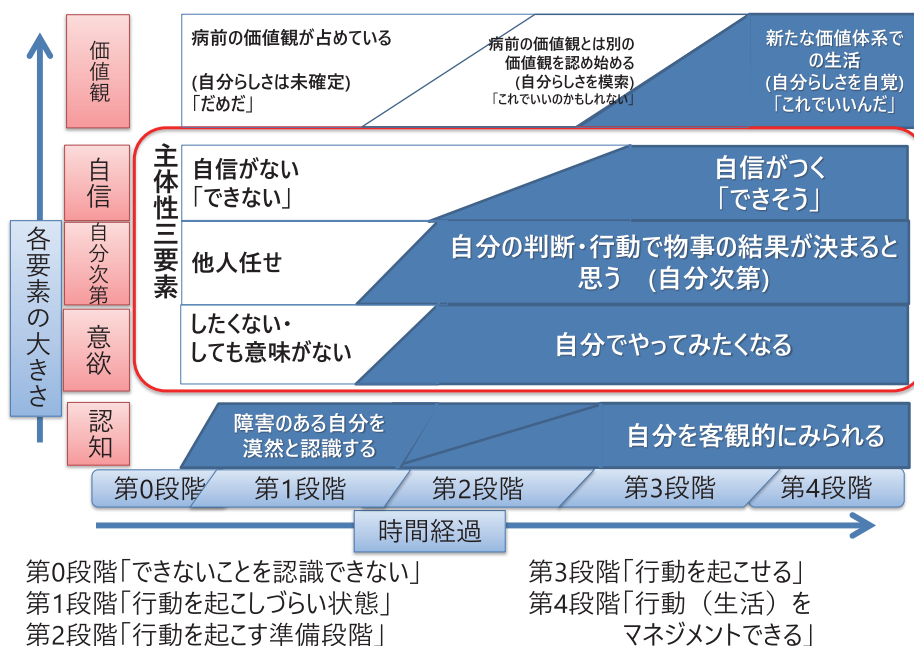 価値観
病前の価値観が占めている
(自分らしさは未確定)
「だめだ」
病前の価値観とは別の
価値観を認め始める
(自分らしさを模索)
「これでいいのかもしれない」
新たな価値体系で
の生活
(自分らしさを自覚)
「これでいいんだ」
各要素の大きさ
主体性三要素
自信
自信がない
「できない」
自信がつく
「できそう」
自分次第
他人任せ
自分の判断・行動で物事の結果が決まると
思う (自分次第)
意欲
したくない・
しても意味がない
自分でやってみたくなる
認知
障害のある自分を
漠然と認識する
自分を客観的にみられる
第0段階
第1段階
第2段階
第3段階
第4段階
時間経過
第0段階「できないことを認識できない」
第1段階「行動を起こしづらい状態」
第2段階「行動を起こす準備段階」
第3段階「行動を起こせる」
第4段階「行動（生活）を
マネジメントできる」